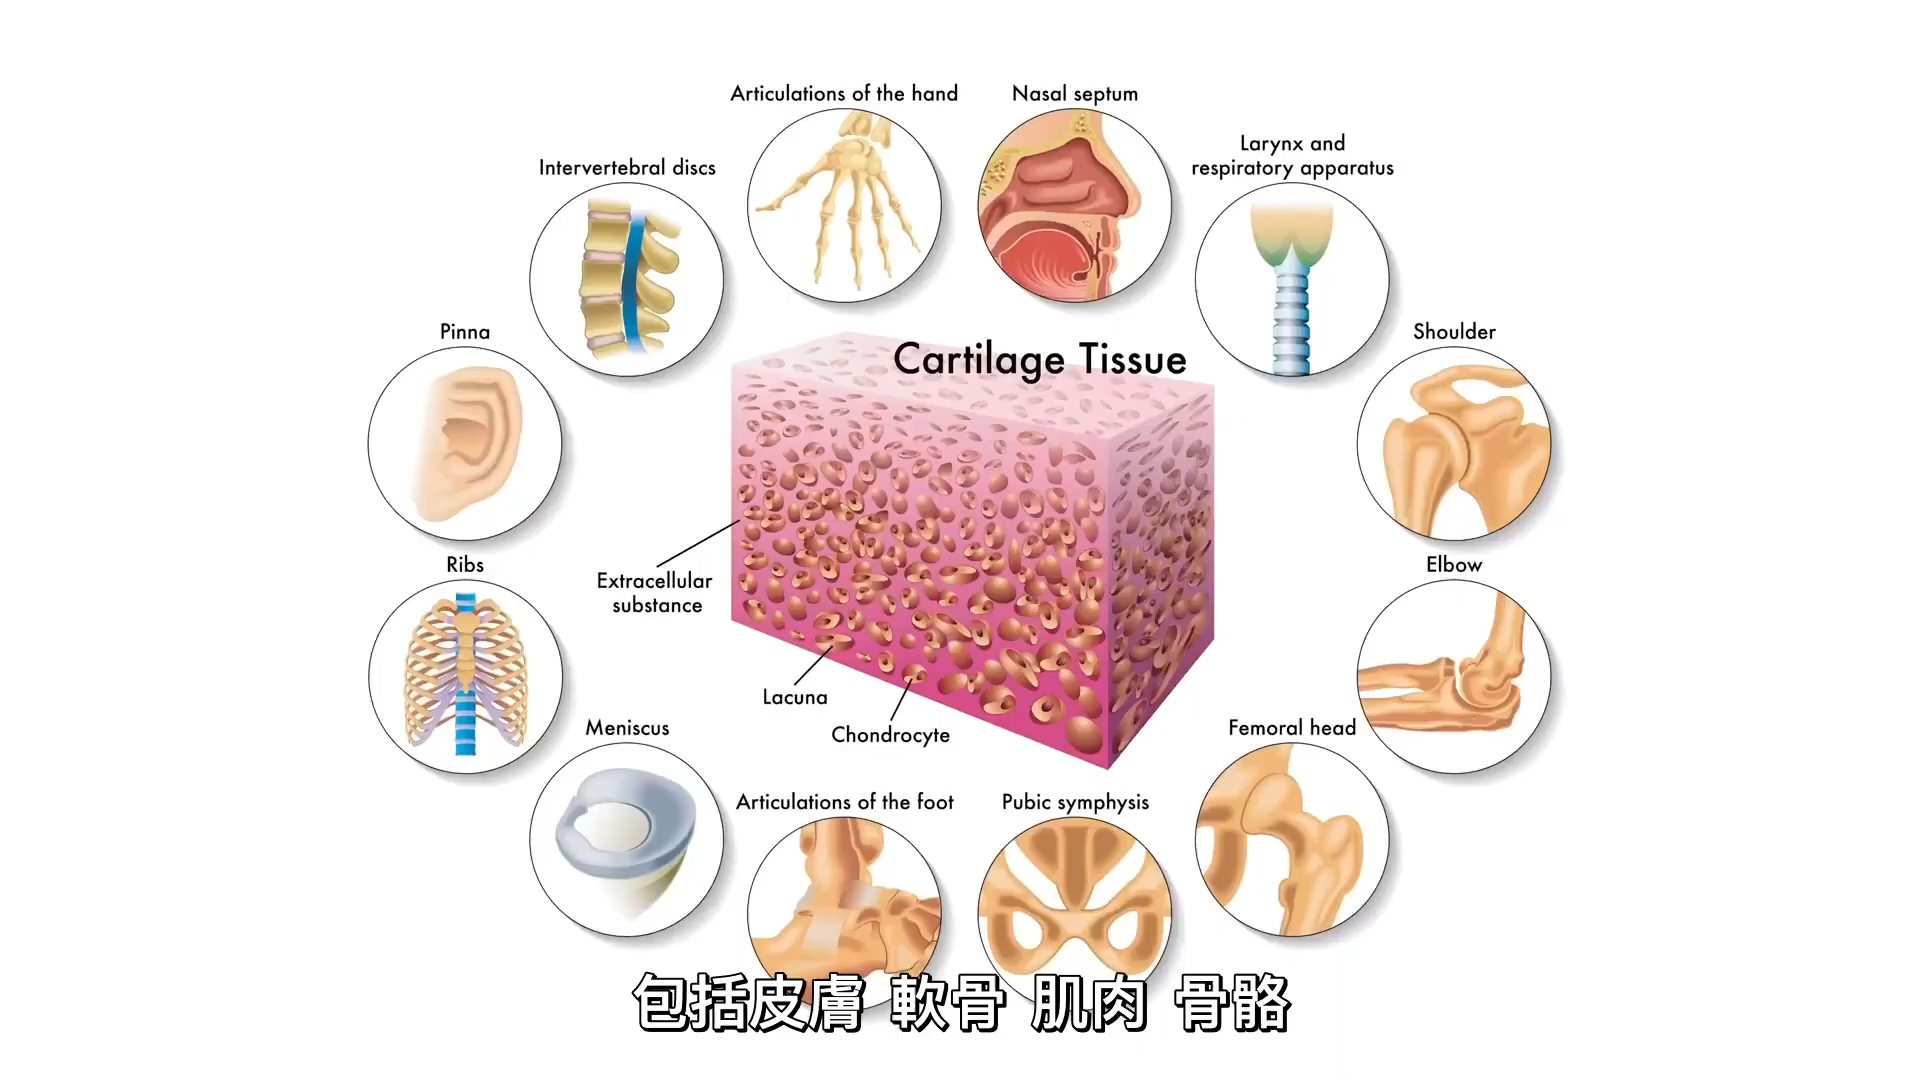 Articulations of the hand
Nasal septum
Larynx and
respiratory apparatus
Intervertebral discs
Pinna
Shoulder
Cartilage Tissue
Extracellular
substance
Ribs
Elbow
Lacuna
Chondrocyte
Meniscus
Femoral head
Articulations of the foot
Pubic symphysis
包括皮膚 軟骨 肌肉 骨骼